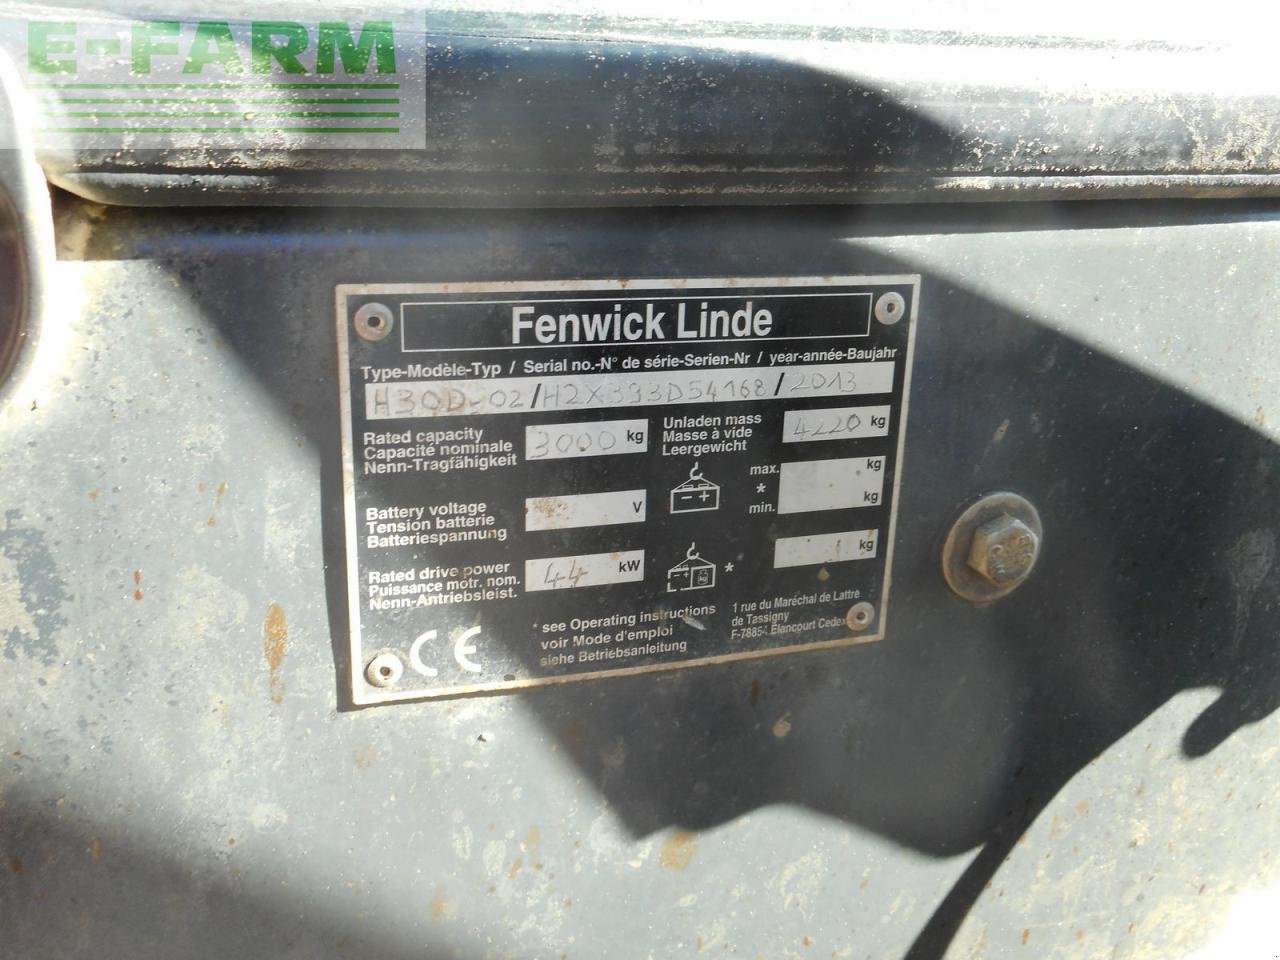 E-FARM
Fenwick Linde
Type-Modèle-Typ / Serial no.-N° de série-Serien-Nr / year-année-Baujahr
H30D-02/H2X393D54168/2013
Rated capacity
Capacité nominale
Nenn-Tragfähigkeit
3000 kg
Unladen mass
Masse à vide
Leergewicht
4220 kg
Battery voltage
Tension batterie
Batteriespannung
V
max. kg
*
min. kg
Rated drive power
Puissance motr. nom.
Nenn-Antriebsleist.
44 kW
kg
* kg
CE
* see Operating instructions
voir Mode d'emploi
siehe Betriebsanleitung
1 rue du Maréchal de Lattre
de Tassigny
F-78854 Elancourt Cedex